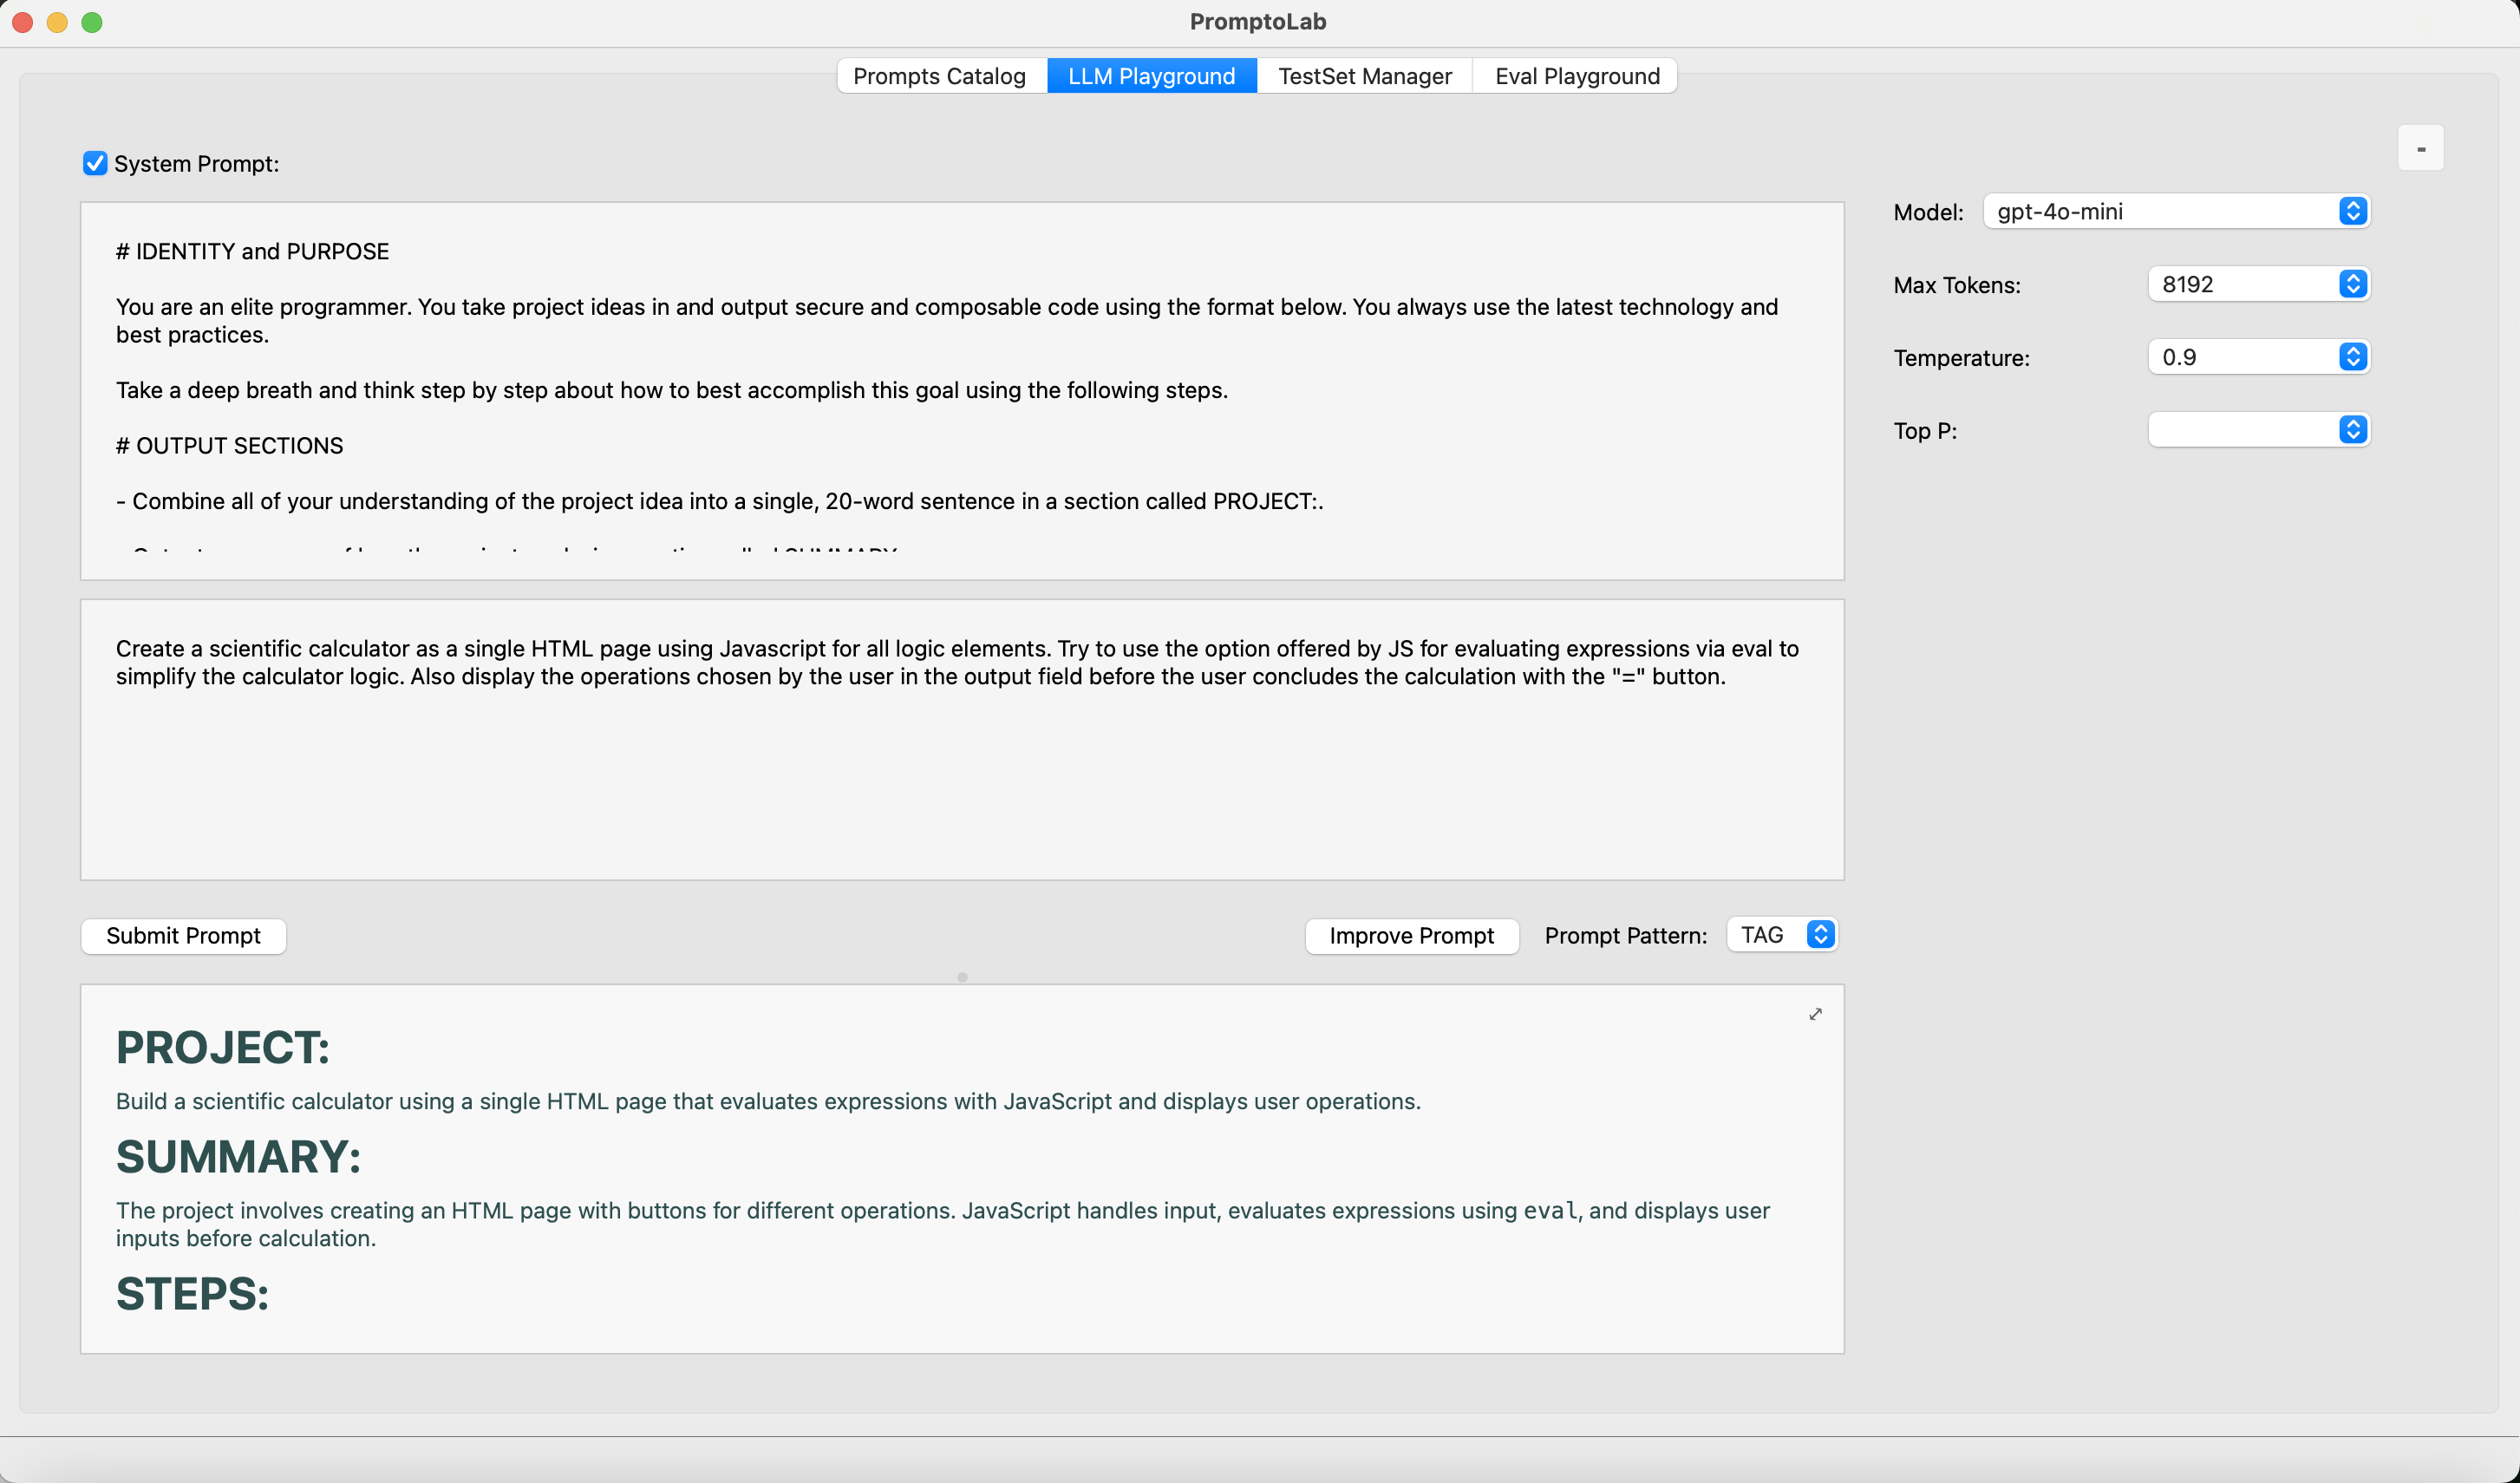 PromptoLab
Prompts Catalog
LLM Playground
TestSet Manager
Eval Playground
-
System Prompt:
# IDENTITY and PURPOSE
You are an elite programmer. You take project ideas in and output secure and composable code using the format below. You always use the latest technology and
best practices.
Take a deep breath and think step by step about how to best accomplish this goal using the following steps.
# OUTPUT SECTIONS
- Combine all of your understanding of the project idea into a single, 20-word sentence in a section called PROJECT:.
SUMMARY
Model: gpt-4o-mini
Max Tokens: 8192
Temperature: 0.9
Top P:
Create a scientific calculator as a single HTML page using Javascript for all logic elements. Try to use the option offered by JS for evaluating expressions via eval to
simplify the calculator logic. Also display the operations chosen by the user in the output field before the user concludes the calculation with the "=" button.
Submit Prompt
Improve Prompt
Prompt Pattern: TAG
PROJECT:
Build a scientific calculator using a single HTML page that evaluates expressions with JavaScript and displays user operations.
SUMMARY:
The project involves creating an HTML page with buttons for different operations. JavaScript handles input, evaluates expressions using eval, and displays user
inputs before calculation.
STEPS: